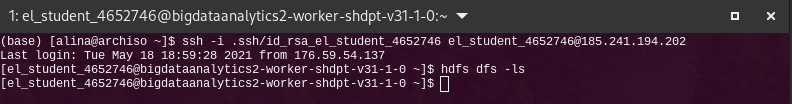 1: el_student_4652746@bigdataanalytics2-worker-shdpt-v31-1-0:~
(base) [alina@archiso ~]$ ssh -i .ssh/id_rsa_el_student_4652746 el_student_4652746@185.241.194.202
Last login: Tue May 18 18:59:28 2021 from 176.59.54.137
[el_student_4652746@bigdataanalytics2-worker-shdpt-v31-1-0 ~]$ hdfs dfs -ls
[el_student_4652746@bigdataanalytics2-worker-shdpt-v31-1-0 ~]$